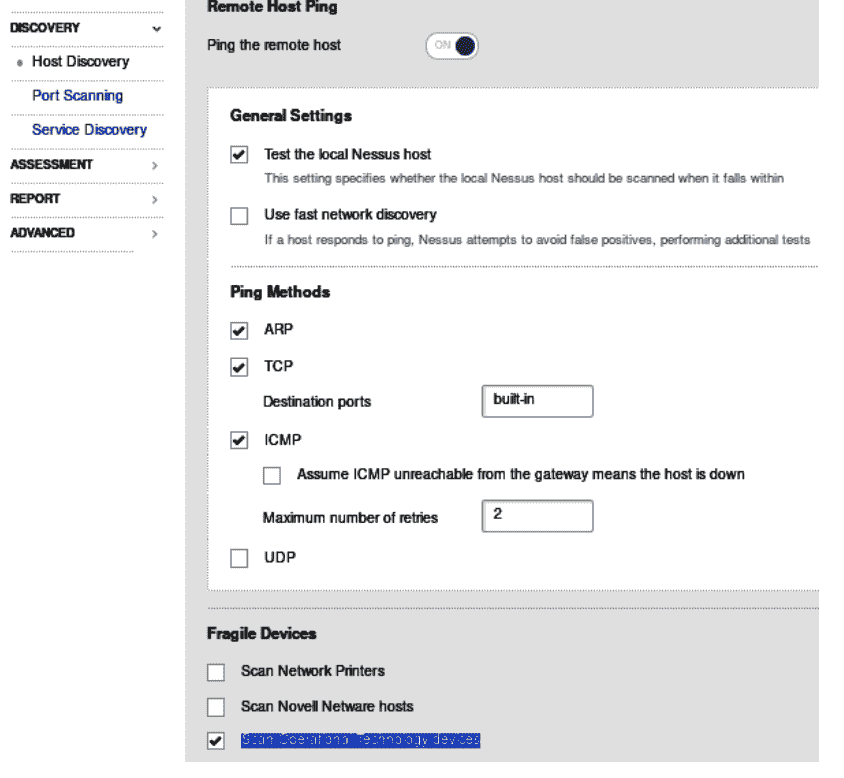 Remote Host Ping
DISCOVERY
Ping the remote host
ON
Host Discovery
Port Scanning
Service Discovery
ASSESSMENT
REPORT
ADVANCED
General Settings
Test the local Nessus host
This setting specifies whether the local Nessus host should be scanned when it falls within
Use fast network discovery
If a host responds to ping, Nessus attempts to avoid false positives, performing additional tests
Ping Methods
ARP
TCP
Destination ports
built-in
ICMP
Assume ICMP unreachable from the gateway means the host is down
Maximum number of retries
2
UDP
Fragile Devices
Scan Network Printers
Scan Novell Netware hosts
Scan Operational Technology devices